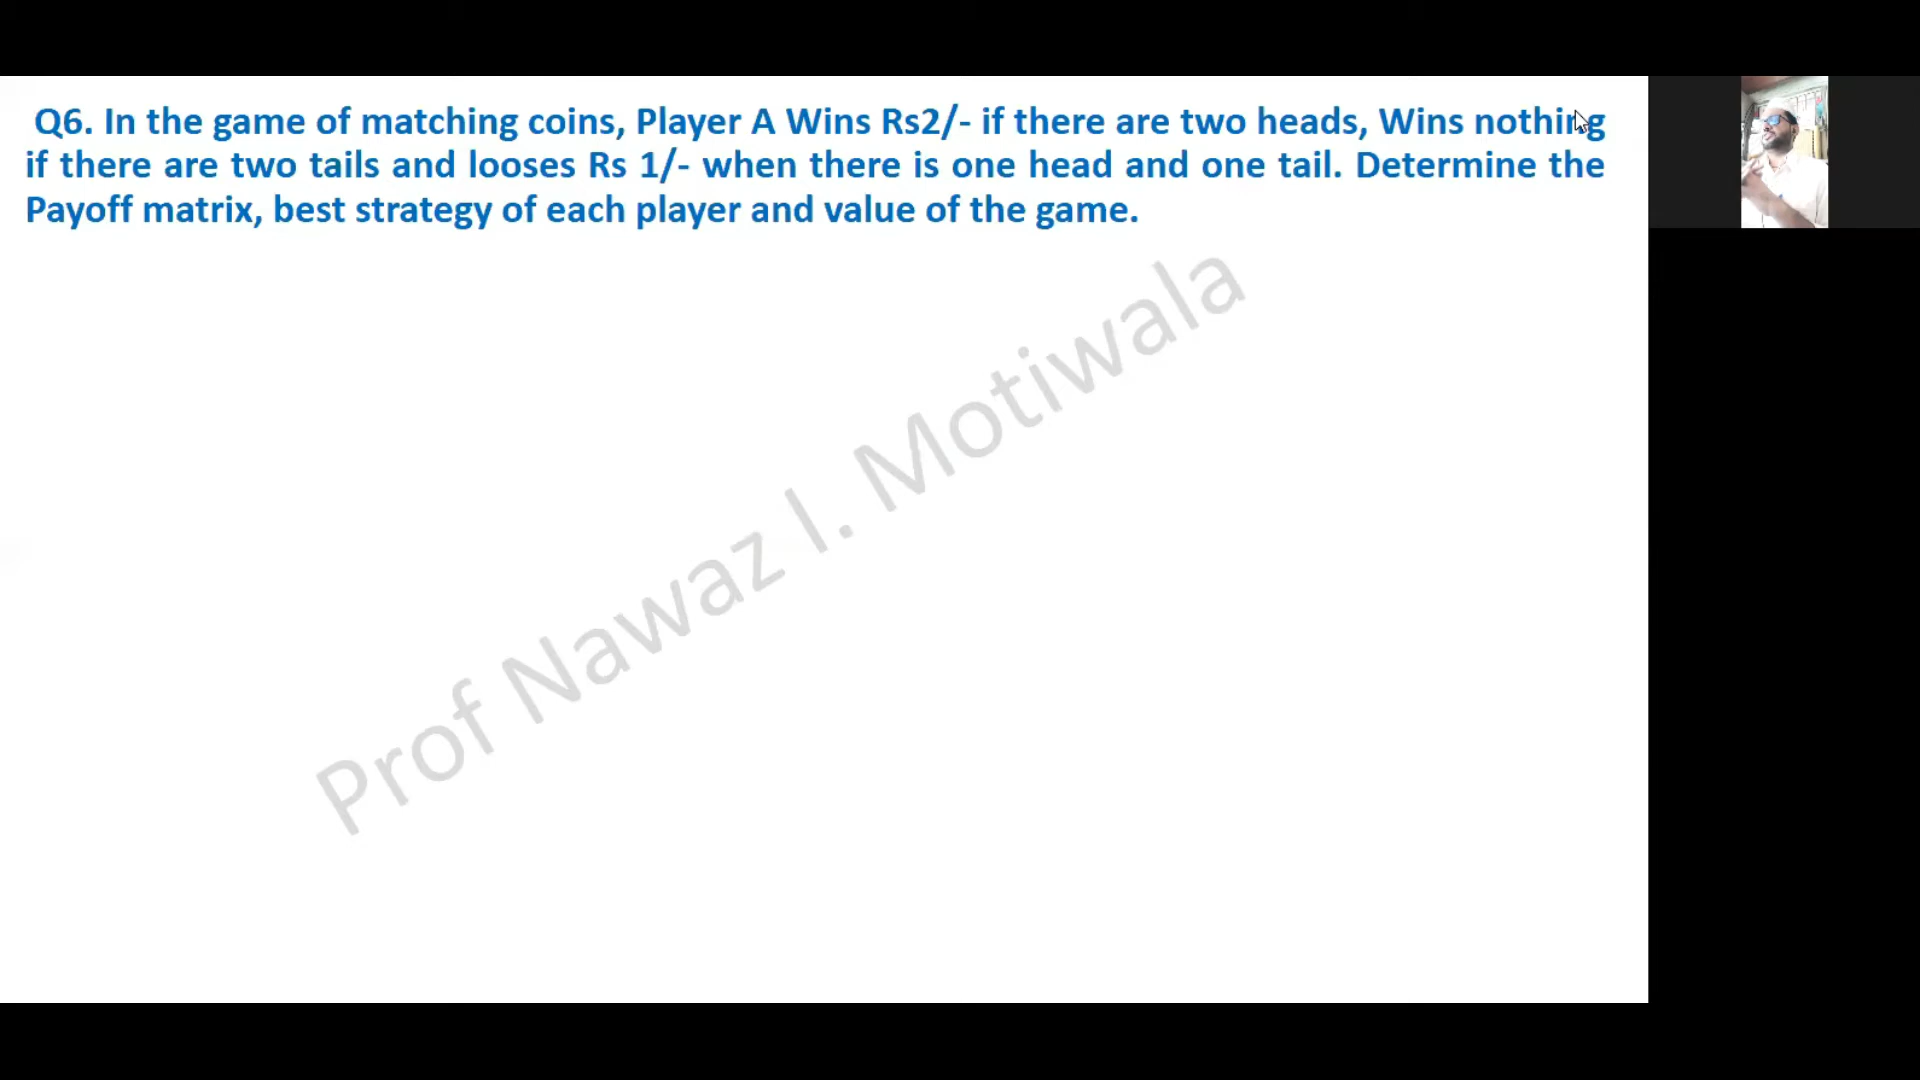 Q6. In the game of matching coins, Player A Wins Rs2/- if there are two heads, Wins nothing
if there are two tails and looses Rs 1/- when there is one head and one tail. Determine the
Payoff matrix, best strategy of each player and value of the game.
Prof Nawaz I. Motiwala